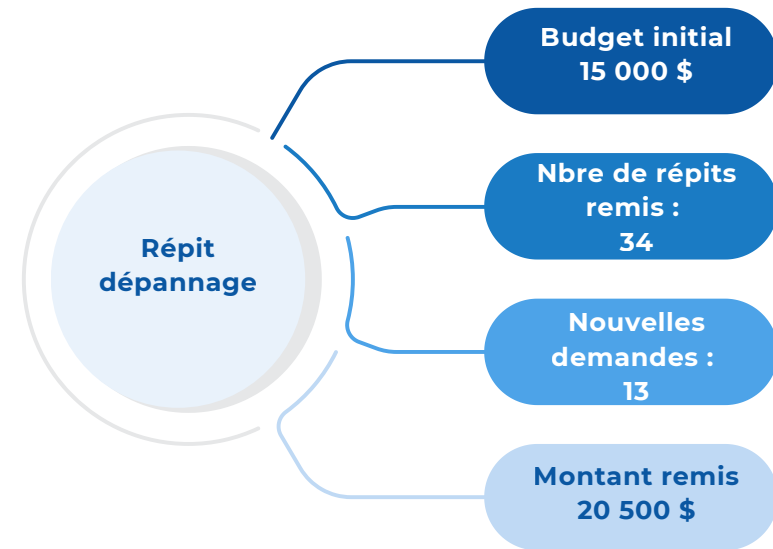 Budget initial
15 000 $
Nbre de répits
remis :
34
Répit
dépannage
Nouvelles
demandes :
13
Montant remis
20 500 $